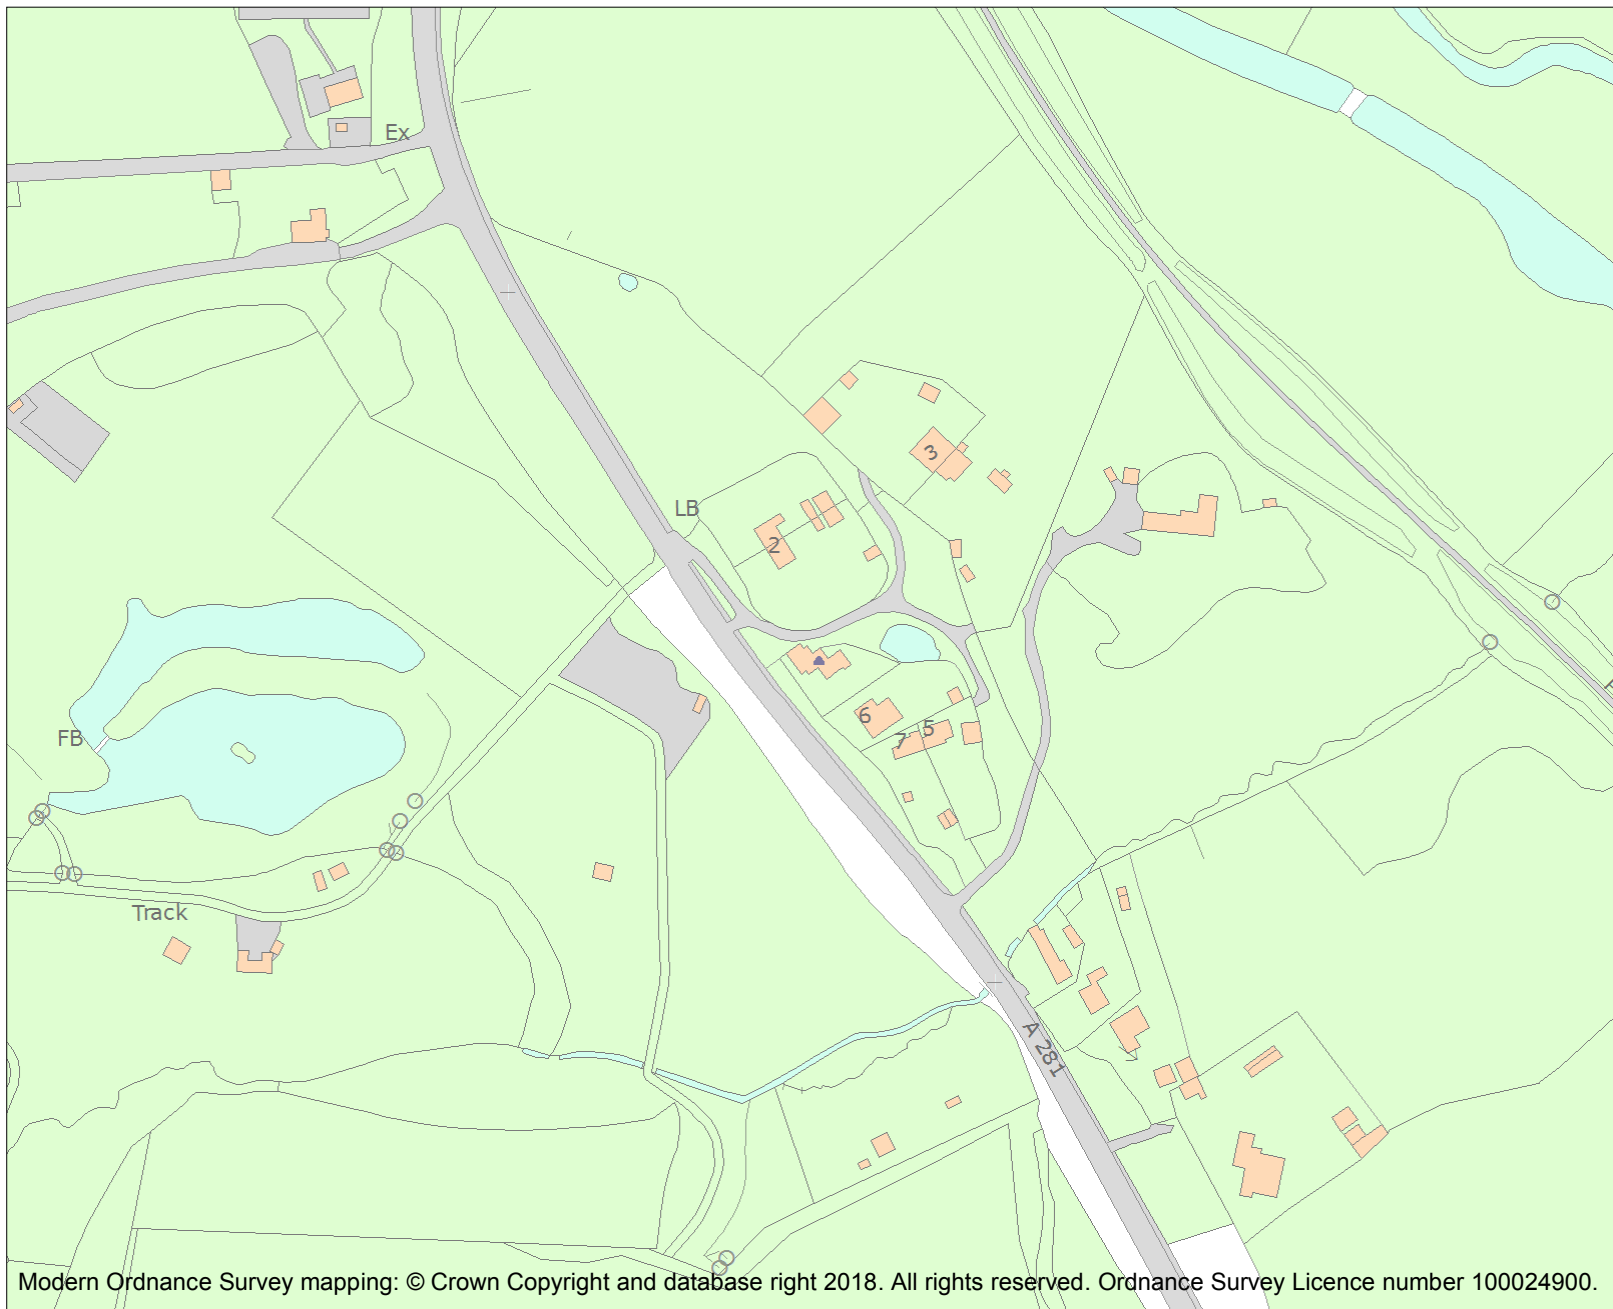 Ex
3
LB
2
6
5
7
FB
Track
A 281
Modern Ordnance Survey mapping: © Crown Copyright and database right 2018. All rights reserved. Ordnance Survey Licence number 100024900.